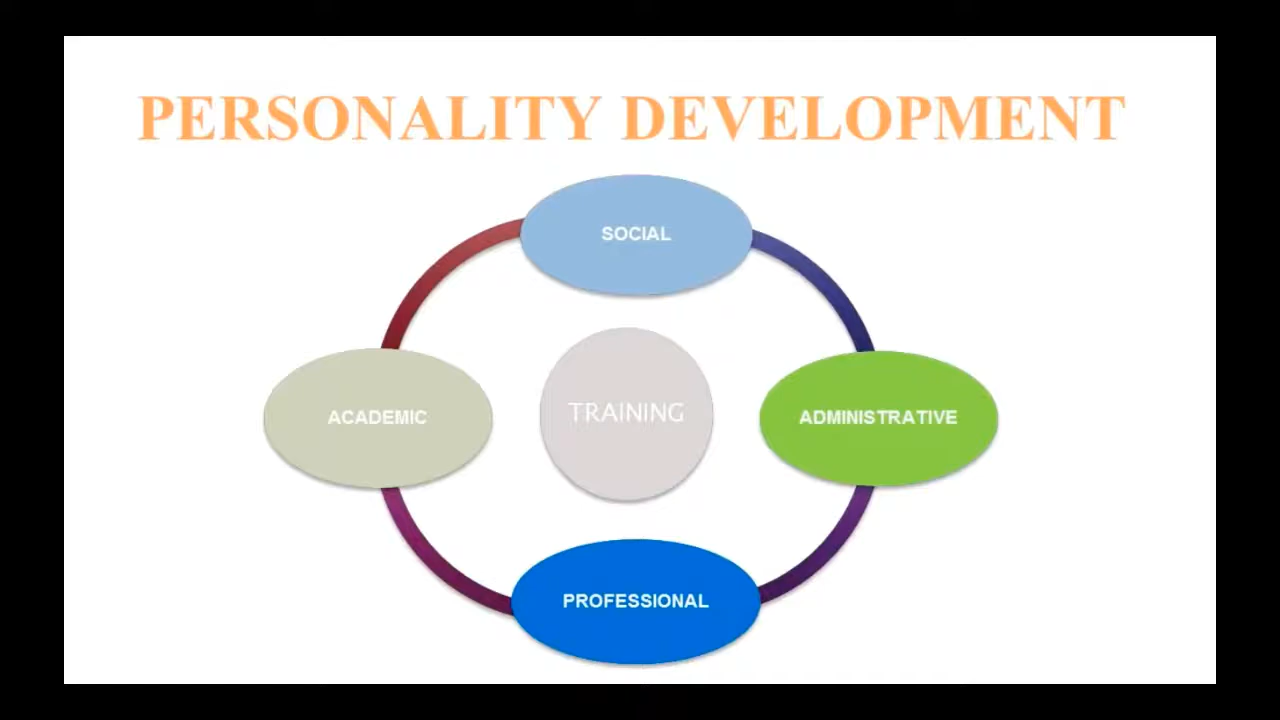 PERSONALITY DEVELOPMENT
SOCIAL
ACADEMIC
TRAINING
ADMINISTRATIVE
PROFESSIONAL